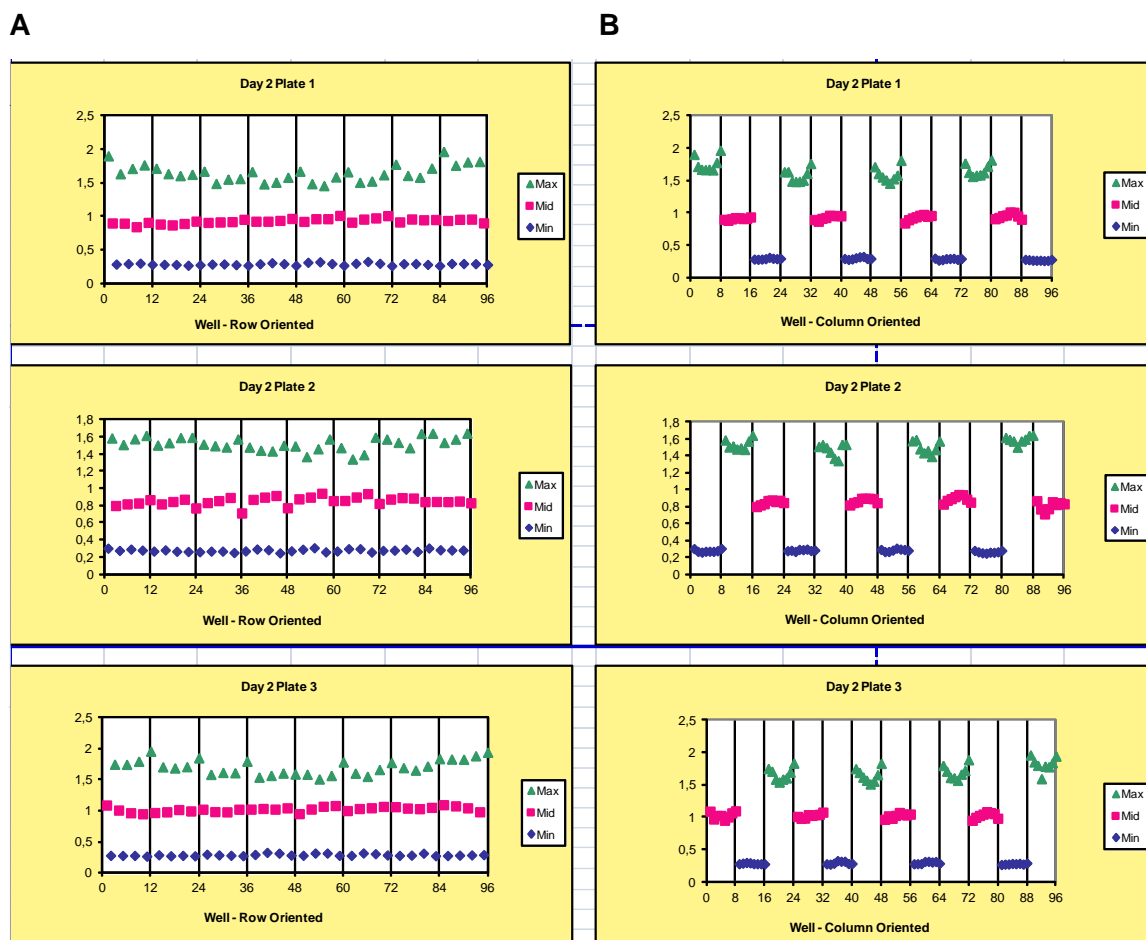 A
B
Day 2 Plate 1
2,5
2
1,5
1
0,5
0
0 12 24 36 48 60 72 84 96
Well - Row Oriented
Max
Mid
Min
Day 2 Plate 1
2,5
2
1,5
1
0,5
0
0 8 16 24 32 40 48 56 64 72 80 88 96
Well - Column Oriented
Max
Mid
Min
Day 2 Plate 2
1,8
1,6
1,4
1,2
1
0,8
0,6
0,4
0,2
0
0 12 24 36 48 60 72 84 96
Well - Row Oriented
Max
Mid
Min
Day 2 Plate 2
1,8
1,6
1,4
1,2
1
0,8
0,6
0,4
0,2
0
0 8 16 24 32 40 48 56 64 72 80 88 96
Well - Column Oriented
Max
Mid
Min
Day 2 Plate 3
2,5
2
1,5
1
0,5
0
0 12 24 36 48 60 72 84 96
Well - Row Oriented
Max
Mid
Min
Day 2 Plate 3
2,5
2
1,5
1
0,5
0
0 8 16 24 32 40 48 56 64 72 80 88 96
Well - Column Oriented
Max
Mid
Min